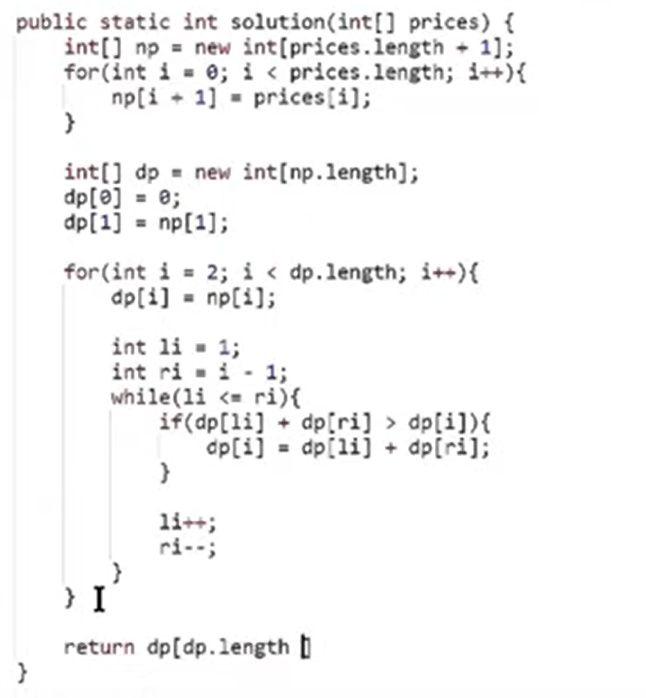 public static int solution(int[] prices) {
int[] np = new int[prices.length + 1];
for(int i = 0; i < prices.length; i++){
np[i + 1] = prices[i];
}
int[] dp = new int[np.length];
dp[0] = 0;
dp[1] = np[1];
for(int i = 2; i < dp.length; i++){
dp[i] = np[i];
int li = 1;
int ri = i - 1;
while(li <= ri){
if(dp[li] + dp[ri] > dp[i]){
dp[i] = dp[li] + dp[ri];
}
li++;
ri--;
}
}
return dp[dp.length ]
}